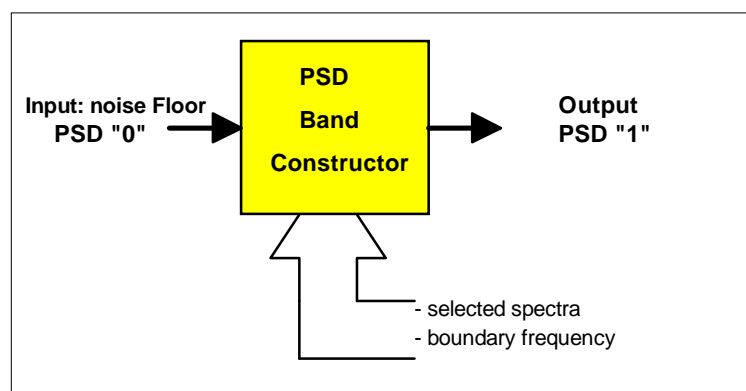 Input: noise Floor
PSD "0"
PSD
Band
Constructor
Output
PSD "1"
- selected spectra
- boundary frequency